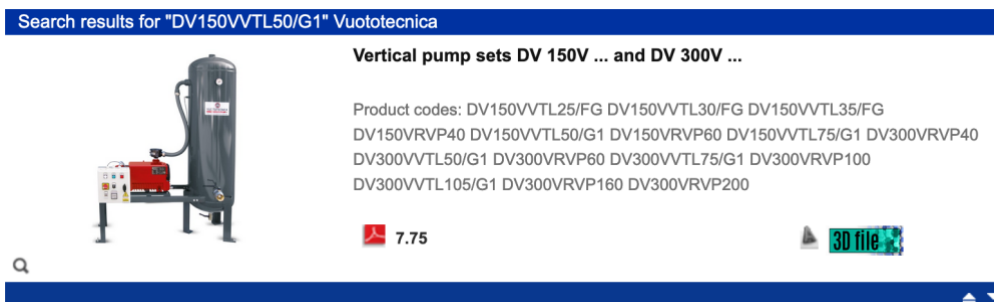 Search results for "DV150VVTL50/G1" Vuototecnica
Vertical pump sets DV 150V ... and DV 300V ...
Product codes: DV150VVTL25/FG DV150VVTL30/FG DV150VVTL35/FG
DV150VRVP40 DV150VVTL50/G1 DV150VRVP60 DV150VVTL75/G1 DV300VRVP40
DV300VVTL50/G1 DV300VRVP60 DV300VVTL75/G1 DV300VRVP100
DV300VVTL105/G1 DV300VRVP160 DV300VRVP200
7.75
3D file